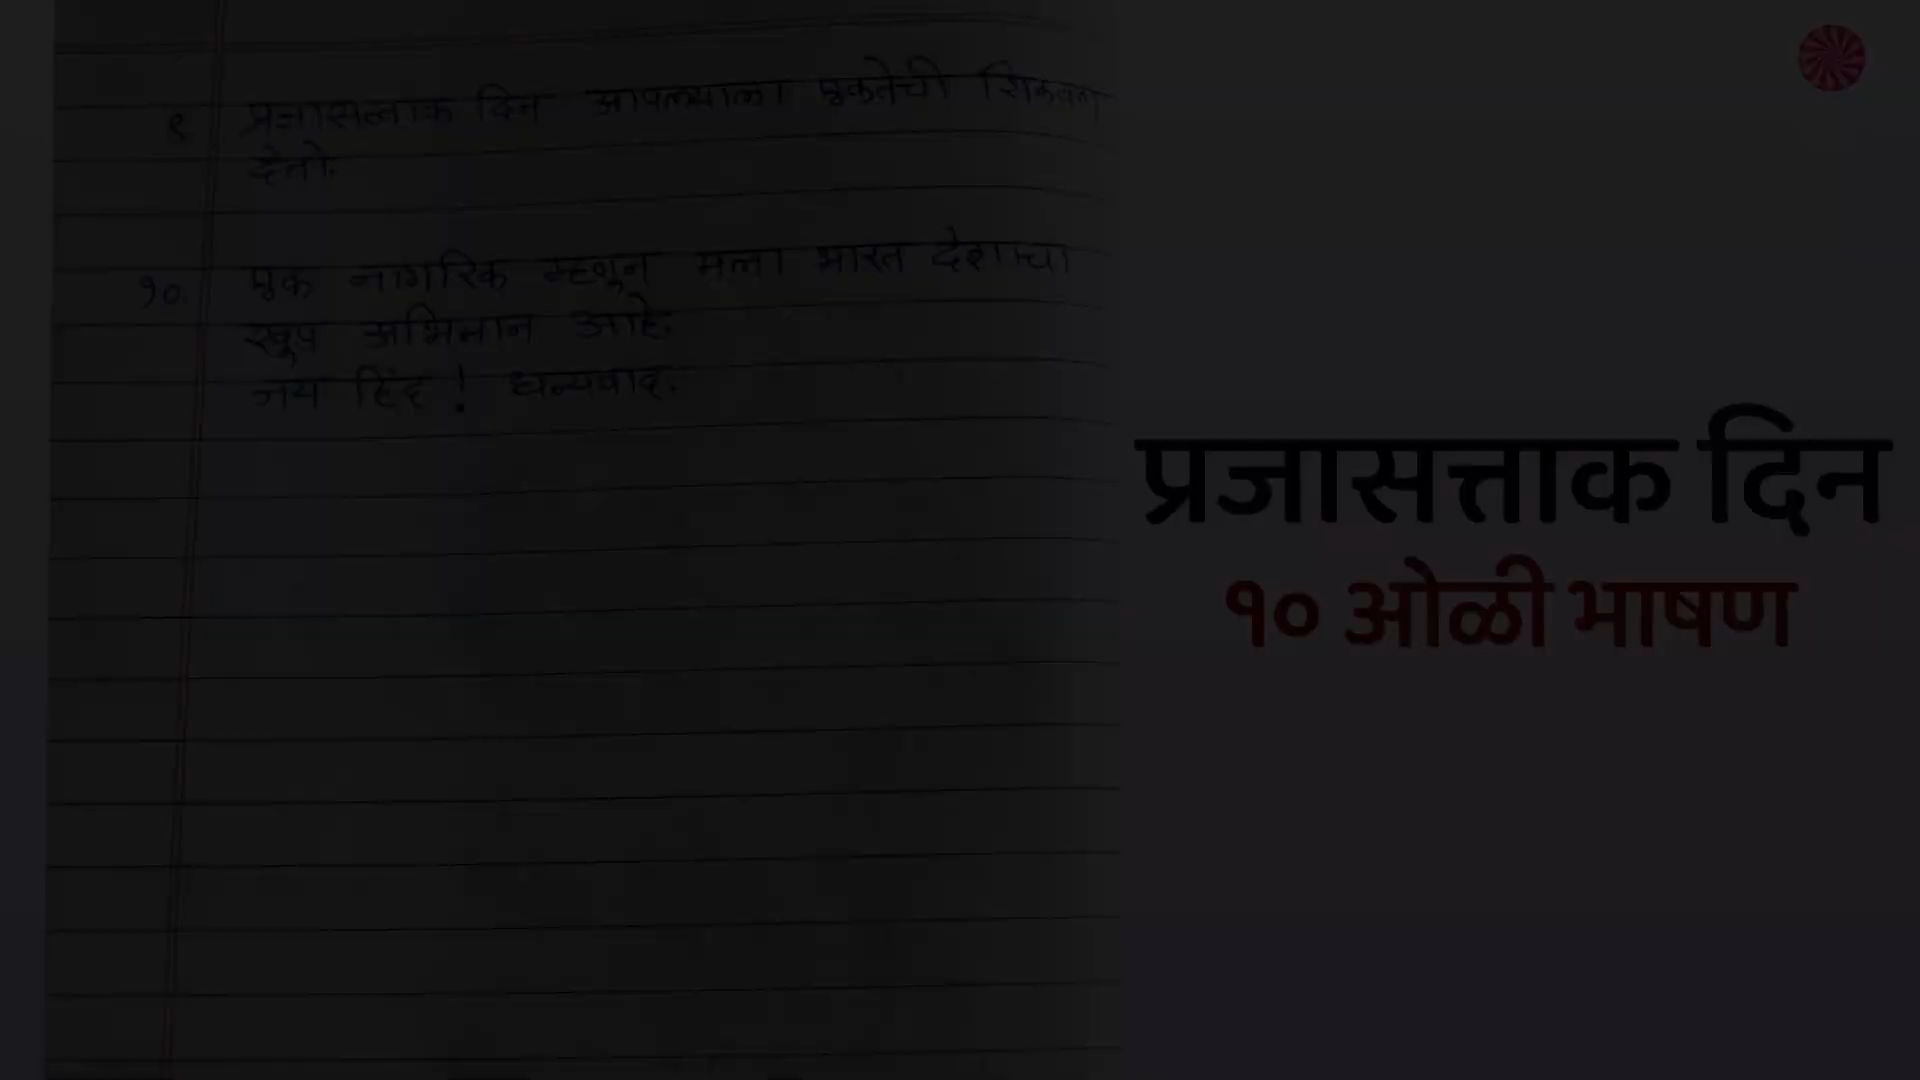 ९ प्रजासत्ताक दिन आपल्याला एकतेची शिकवण
देतो.
१०. एक नागरिक म्हणून मला भारत देशाचा
खूप अभिमान आहे.
जय हिंद! धन्यवाद.
प्रजासत्ताक दिन
१० ओळी भाषण